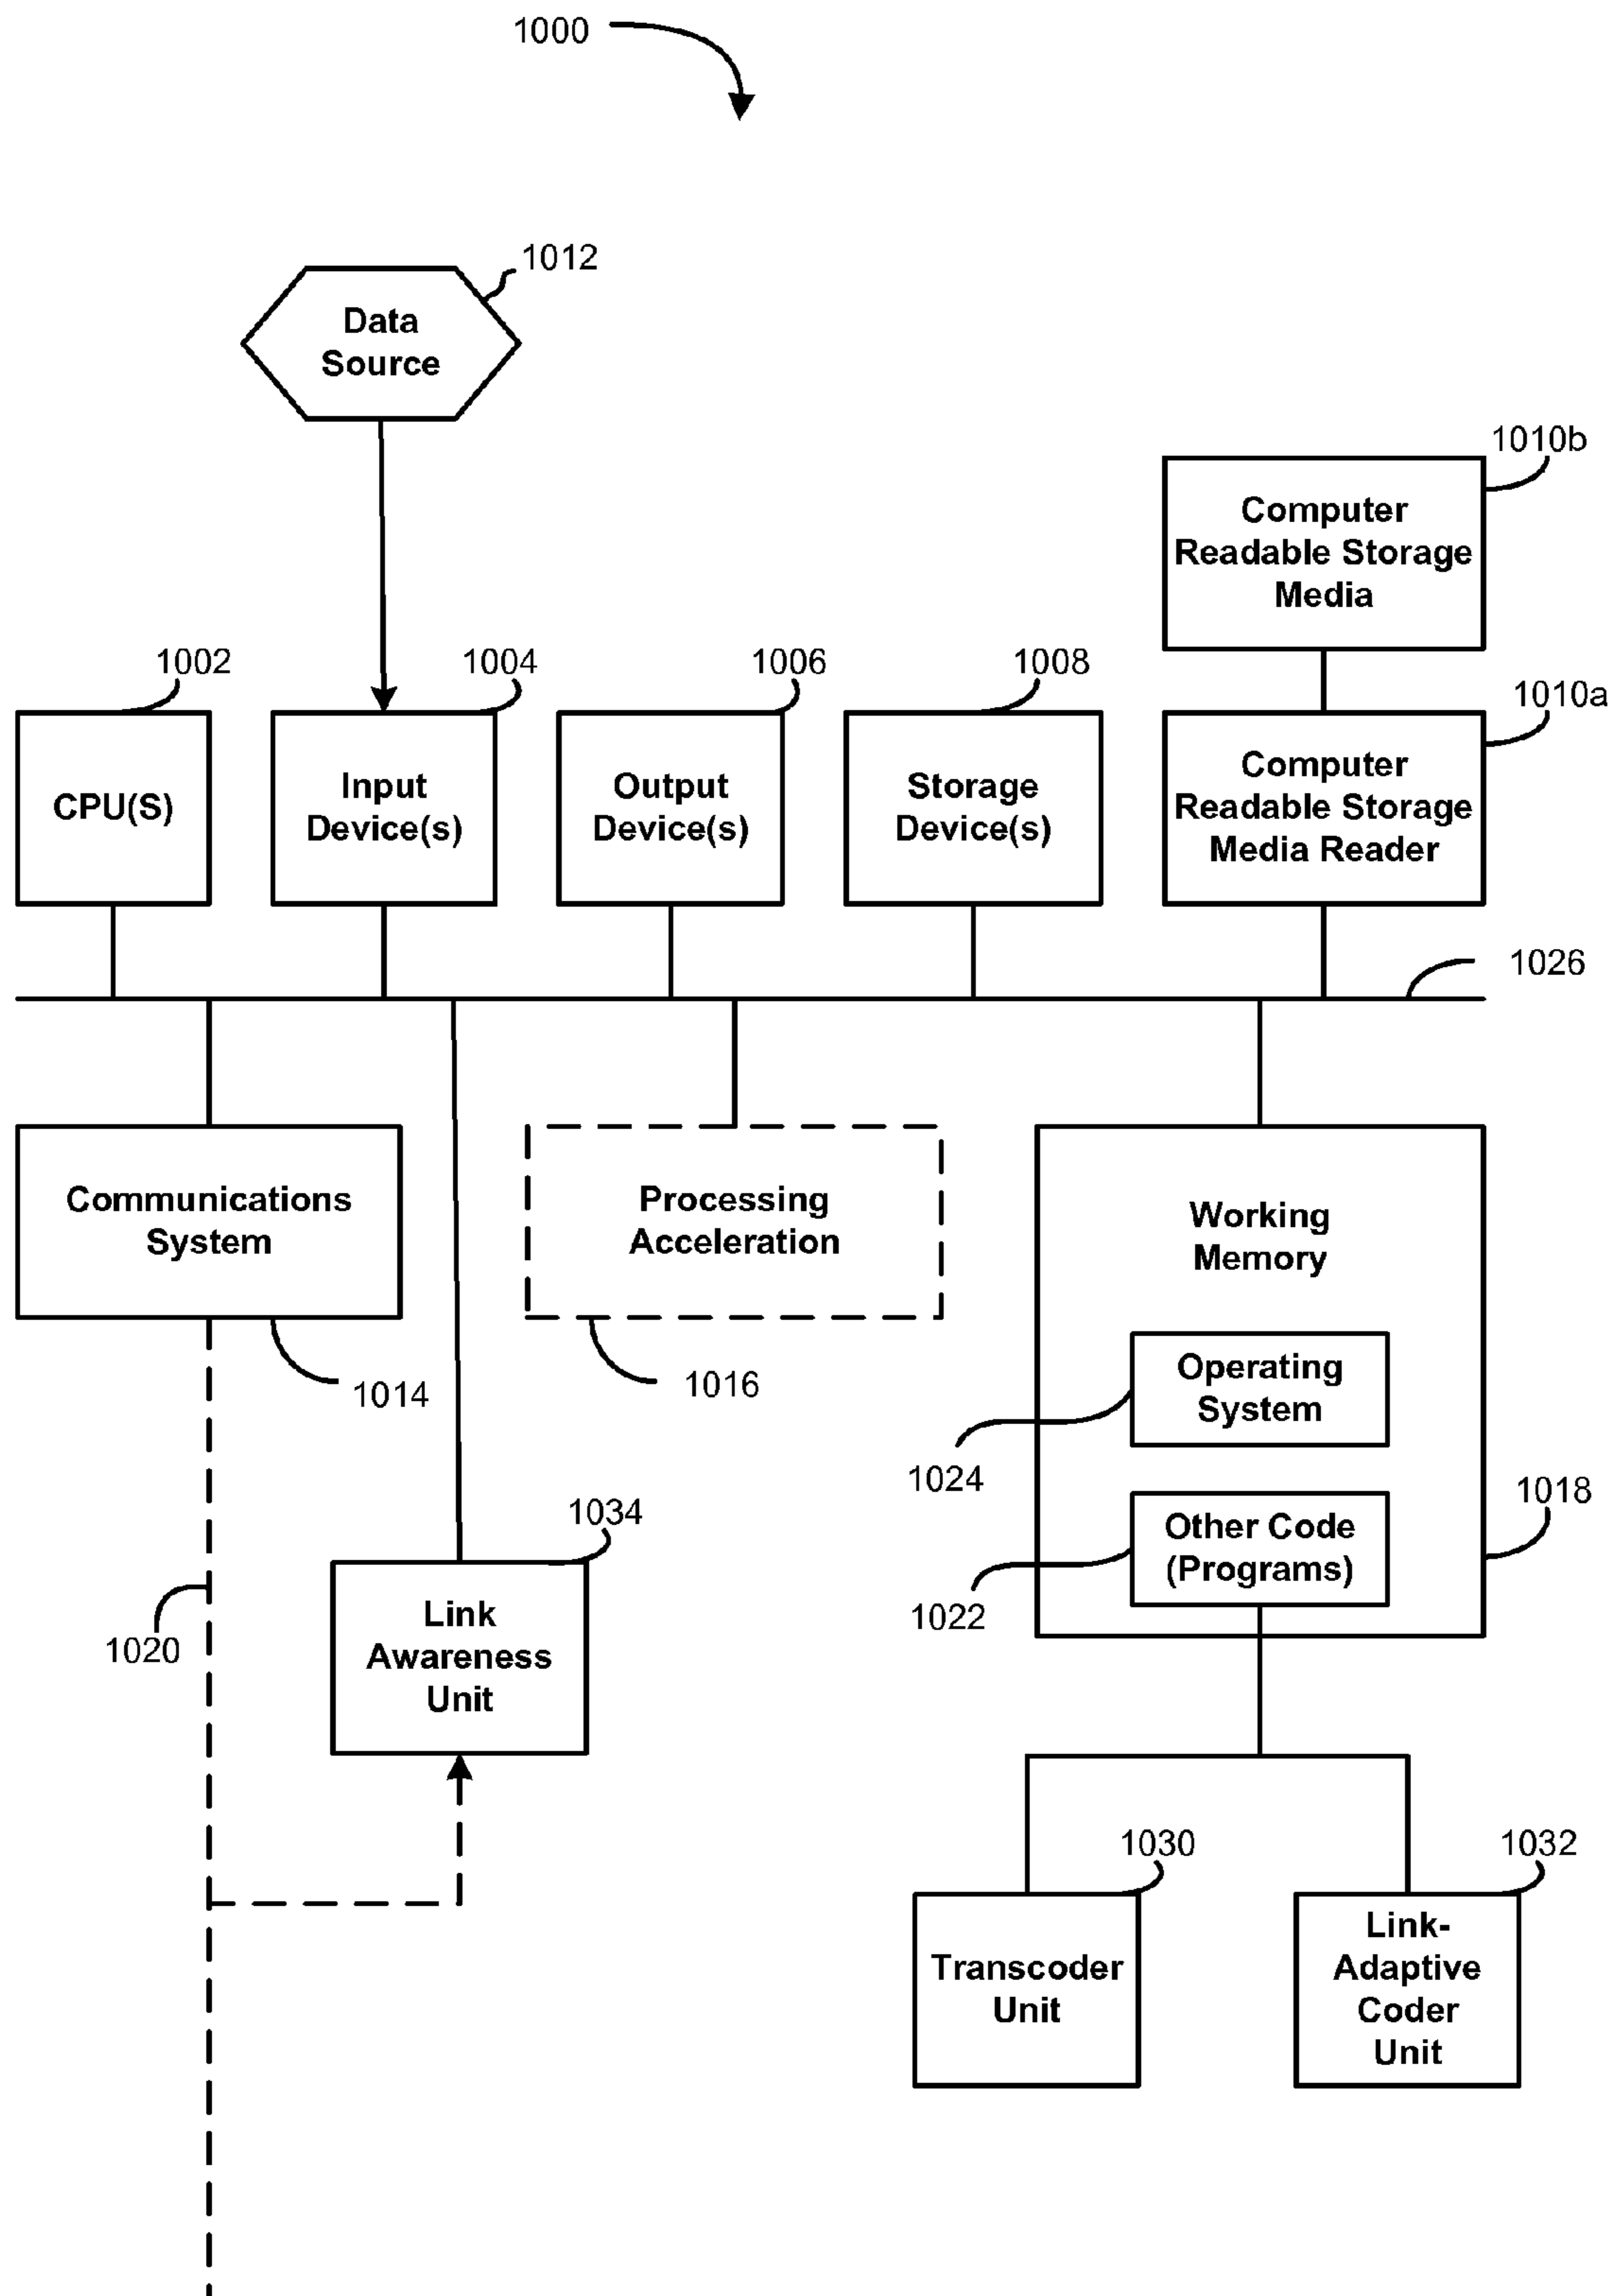 1000
1012
Data
Source
1010b
Computer
Readable Storage
Media
1002
1004
1006
1008
1010a
CPU(S)
Input
Device(s)
Output
Device(s)
Storage
Device(s)
Computer
Readable Storage
Media Reader
1026
Communications
System
Processing
Acceleration
Working
Memory
1014
1016
Operating
System
1024
1018
Other Code
(Programs)
1022
1034
1020
Link
Awareness
Unit
1030
1032
Transcoder
Unit
Link-
Adaptive
Coder
Unit